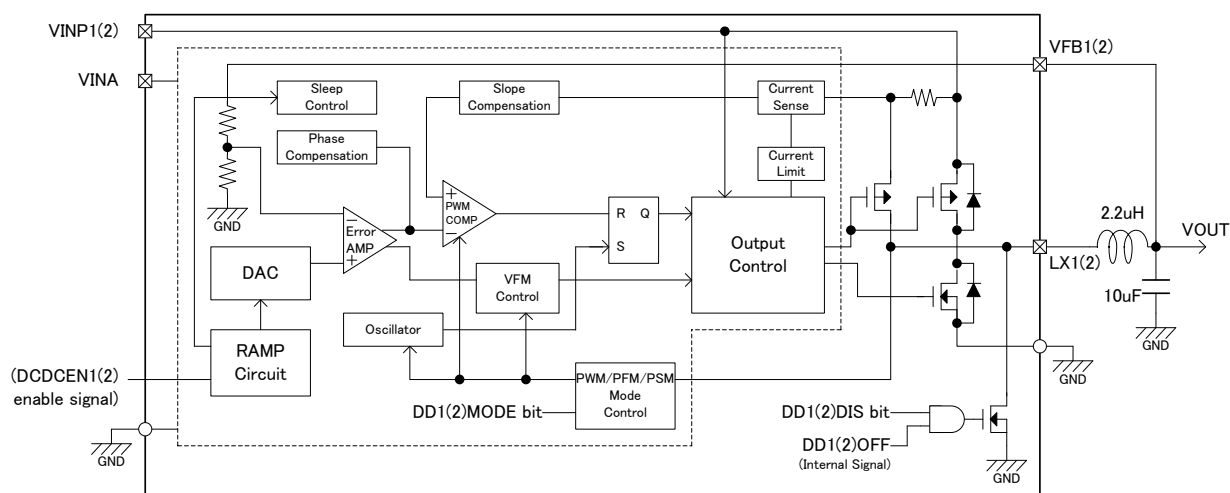 VINP1(2)
VINA
VFB1(2)
Sleep
Control
Slope
Compensation
Current
Sense
Phase
Compensation
Current
Limit
GND
+
PWM
COMP
−
R Q
S
−
Error
AMP
+
Output
Control
2.2uH
VOUT
LX1(2)
10uF
GND
DAC
VFM
Control
Oscillator
RAMP
Circuit
(DCDCEN1(2)
enable signal)
PWM/PFM/PSM
Mode
Control
DD1(2)MODE bit
GND
GND
DD1(2)DIS bit
DD1(2)OFF
(Internal Signal)
GND